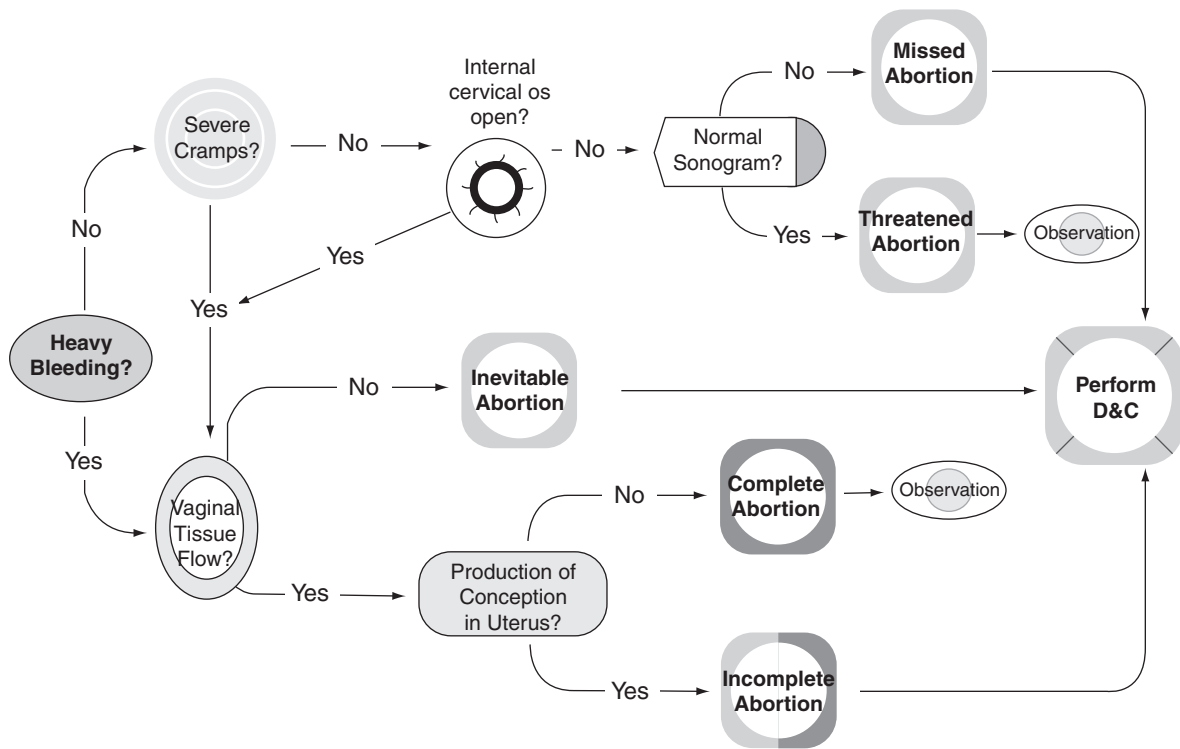 Missed
Abortion
No
Internal
cervical os
open?
Severe
Cramps?
No
No
Normal
Sonogram?
No
Yes
Threatened
Abortion
Observation
Yes
Yes
Heavy
Bleeding?
Perform
D&C
No
Inevitable
Abortion
Yes
Vaginal
Tissue
Flow?
No
Complete
Abortion
Observation
Yes
Production of
Conception
in Uterus?
Yes
Incomplete
Abortion